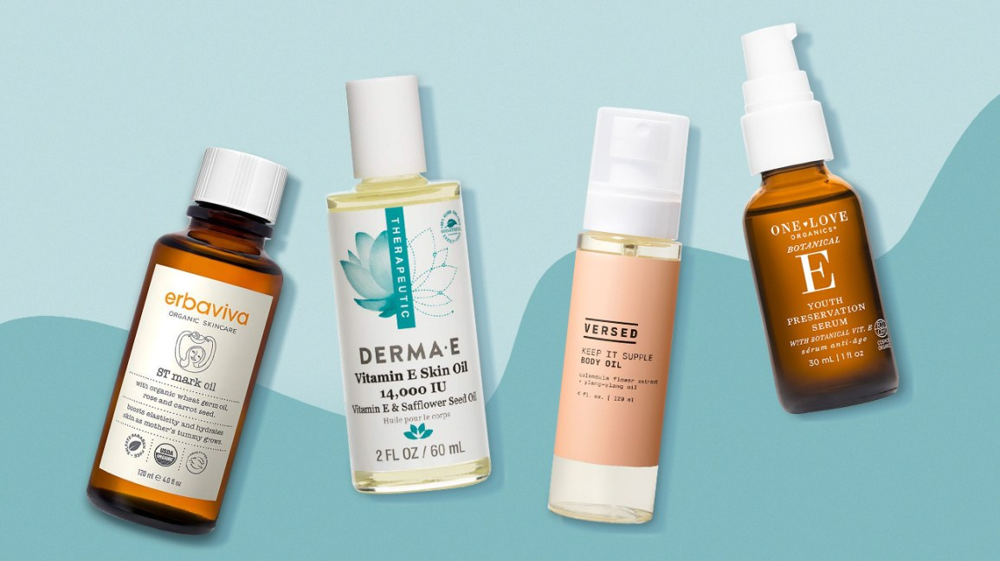 erbaviva
ORGANIC SKINCARE
ST mark oil
with organic wheat germ oil,
rose and carrot seed.
boosts elasticity and hydrates
skin as mother's tummy grows.
USDA
ORGANIC
120 ml ℮ 4.0 fl oz
THERAPEUTIC
DERMA·E
Vitamin E Skin Oil
14,000 IU
Vitamin E & Safflower Seed Oil
Huile pour le corps
2 FL OZ / 60 mL
VERSED
KEEP IT SUPPLE
BODY OIL
calendula flower extract
+ ylang-ylang oil
4 fl. oz. | 120 ml
ONE♥LOVE
ORGANICS®
BOTANICAL
E
YOUTH
PRESERVATION
SERUM
WITH BOTANICAL VIT. E
sérum anti-âge
30 mL | 1 fl oz
COSMOS
ORGANIC